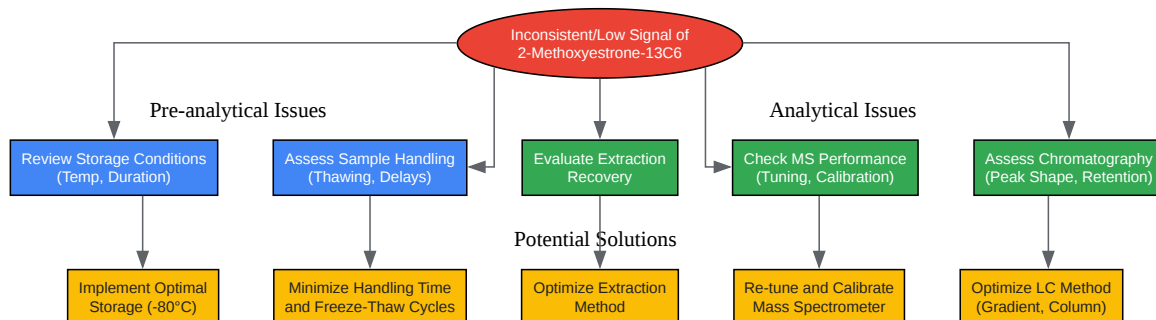 Inconsistent/Low Signal of
2-Methoxyestrone-13C6
Pre-analytical Issues
Analytical Issues
Review Storage Conditions
(Temp, Duration)
Assess Sample Handling
(Thawing, Delays)
Evaluate Extraction
Recovery
Check MS Performance
(Tuning, Calibration)
Assess Chromatography
(Peak Shape, Retention)
Potential Solutions
Implement Optimal
Storage (-80°C)
Minimize Handling Time
and Freeze-Thaw Cycles
Optimize Extraction
Method
Re-tune and Calibrate
Mass Spectrometer
Optimize LC Method
(Gradient, Column)